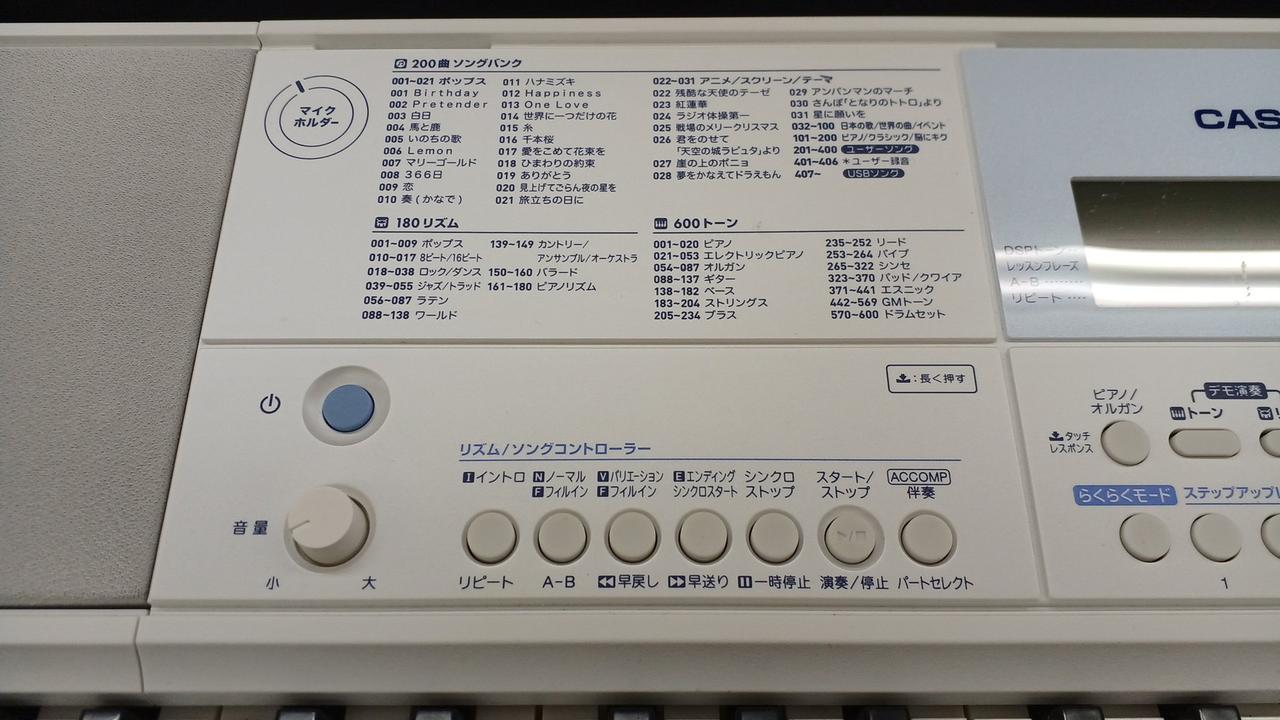 マイク
ホルダー
200曲 ソングバンク
001~021 ポップス
001 Birthday
002 Pretender
003 白日
004 馬と鹿
005 いのちの歌
006 Lemon
007 マリーゴールド
008 366日
009 恋
010 奏(かなで)
011 ハナミズキ
012 Happiness
013 One Love
014 世界に一つだけの花
015 糸
016 千本桜
017 愛をこめて花束を
018 ひまわりの約束
019 ありがとう
020 見上げてごらん夜の星を
021 旅立ちの日に
022~031 アニメ/スクリーン/テーマ
022 残酷な天使のテーゼ
023 紅蓮華
024 ラジオ体操第一
025 戦場のメリークリスマス
026 君をのせて
「天空の城ラピュタ」より
027 崖の上のポニョ
028 夢をかなえてドラえもん
029 アンパンマンのマーチ
030 さんぽ「となりのトトロ」より
031 星に願いを
032~100 日本の歌/世界の曲/イベント
101~200 ピアノ/クラシック/脳にキク
201~400 ユーザーソング
401~406 *ユーザー録音
407~ USBソング
180リズム
001~009 ポップス
010~017 8ビート/16ビート
018~038 ロック/ダンス
039~055 ジャズ/トラッド
056~087 ラテン
088~138 ワールド
139~149 カントリー/
アンサンブル/オーケストラ
150~160 バラード
161~180 ピアノリズム
600トーン
001~020 ピアノ
021~053 エレクトリックピアノ
054~087 オルガン
088~137 ギター
138~182 ベース
183~204 ストリングス
205~234 ブラス
235~252 リード
253~264 パイプ
265~322 シンセ
323~370 パッド/クワイア
371~441 エスニック
442~569 GMトーン
570~600 ドラムセット
CAS
DSPトーン
レッスンフレーズ
A-B ········
リピート ····
:長く押す
リズム/ソングコントローラー
I イントロ
N ノーマル
F フィルイン
V バリエーション
F フィルイン
E エンディング
シンクロスタート
シンクロ
ストップ
スタート/
ストップ
ACCOMP
伴奏
音量
小
大
リピート
A-B
早戻し
早送り
一時停止
演奏/停止
パートセレクト
ピアノ/
オルガン
タッチ
レスポンス
デモ演奏
トーン
らくらくモード
ステップアップ
1